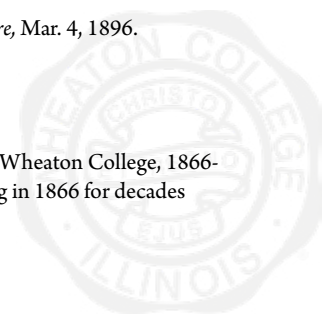 re, Mar. 4, 1896.
Wheaton College, 1866-
g in 1866 for decades
WHEATON COLLEGE
CHRISTO
EJUS
ILLINOIS